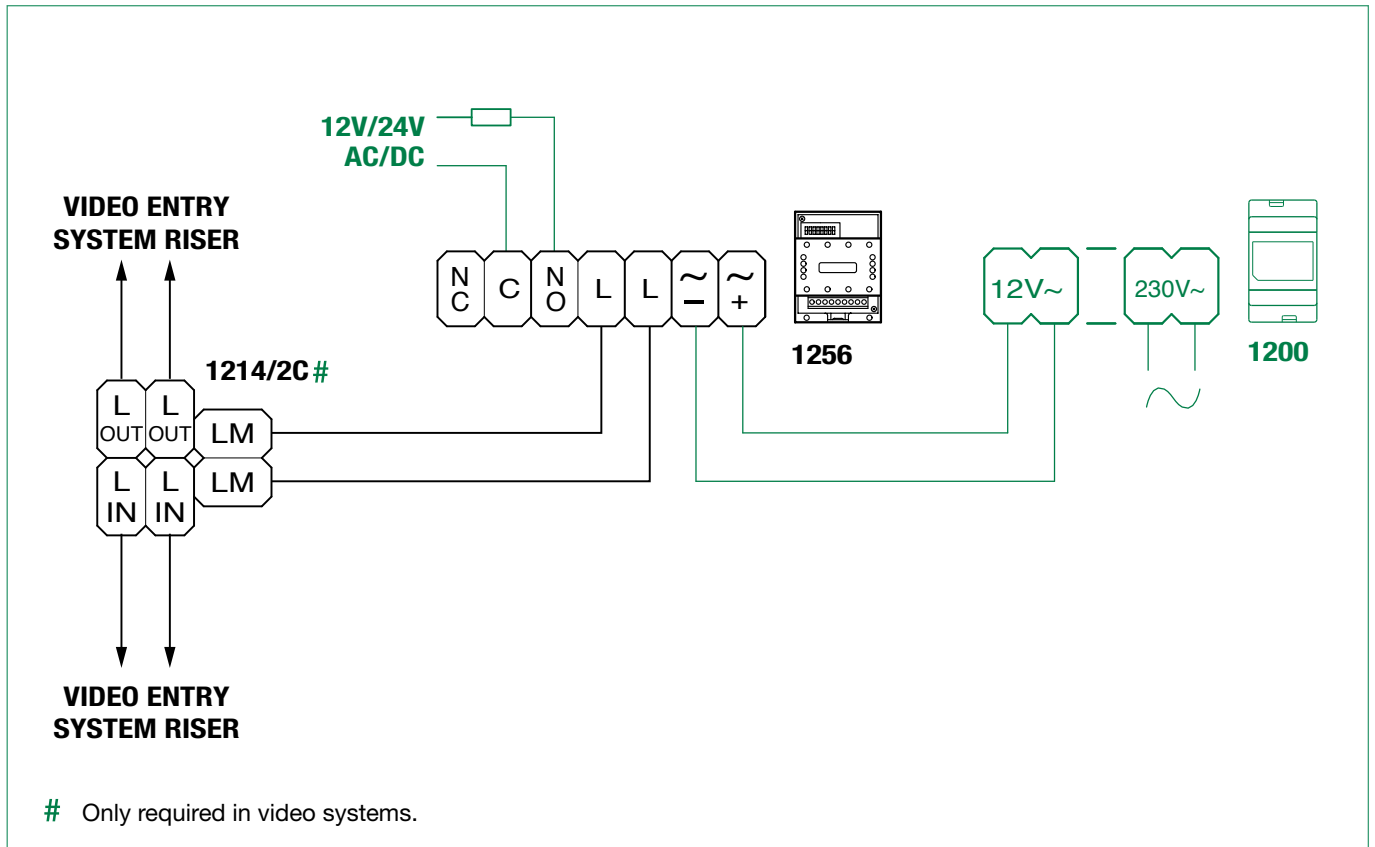 12V/24V
AC/DC
VIDEO ENTRY
SYSTEM RISER
N
C
C
N
O
L
L
~
–
~
+
12V~
230V~
1256
1200
1214/2C #
L
OUT
L
OUT
LM
L
IN
L
IN
LM
VIDEO ENTRY
SYSTEM RISER
# Only required in video systems.